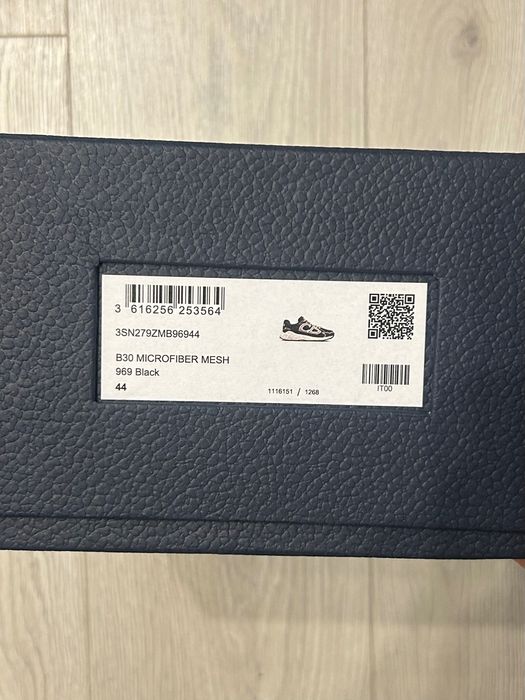 3 616256 253564
3SN279ZMB96944
B30 MICROFIBER MESH
969 Black
44
1116151 / 1268
IT00